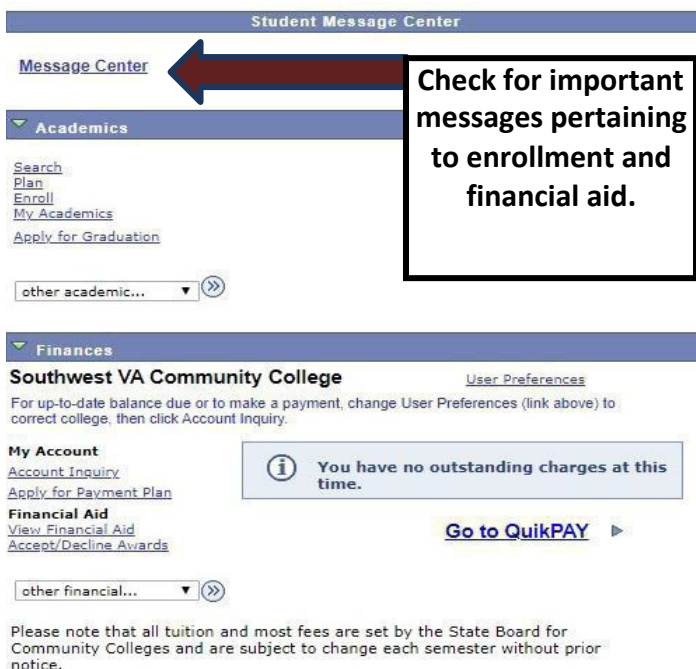 Student Message Center
Message Center
Check for important
messages pertaining
to enrollment and
financial aid.
Academics
Search
Plan
Enroll
My Academics
Apply for Graduation
other academic...
Finances
Southwest VA Community College
User Preferences
For up-to-date balance due or to make a payment, change User Preferences (link above) to
correct college, then click Account Inquiry.
My Account
Account Inquiry
Apply for Payment Plan
Financial Aid
View Financial Aid
Accept/Decline Awards
You have no outstanding charges at this
time.
Go to QuikPAY
other financial...
Please note that all tuition and most fees are set by the State Board for
Community Colleges and are subject to change each semester without prior
notice.